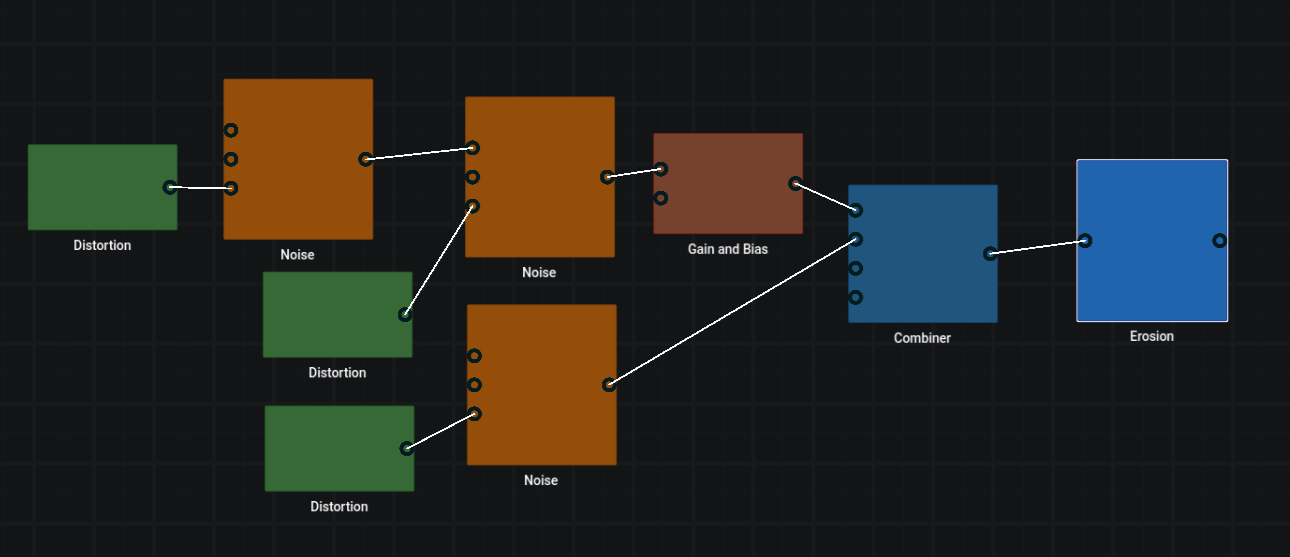 Distortion
Noise
Noise
Gain and Bias
Combiner
Erosion
Distortion
Noise
Distortion